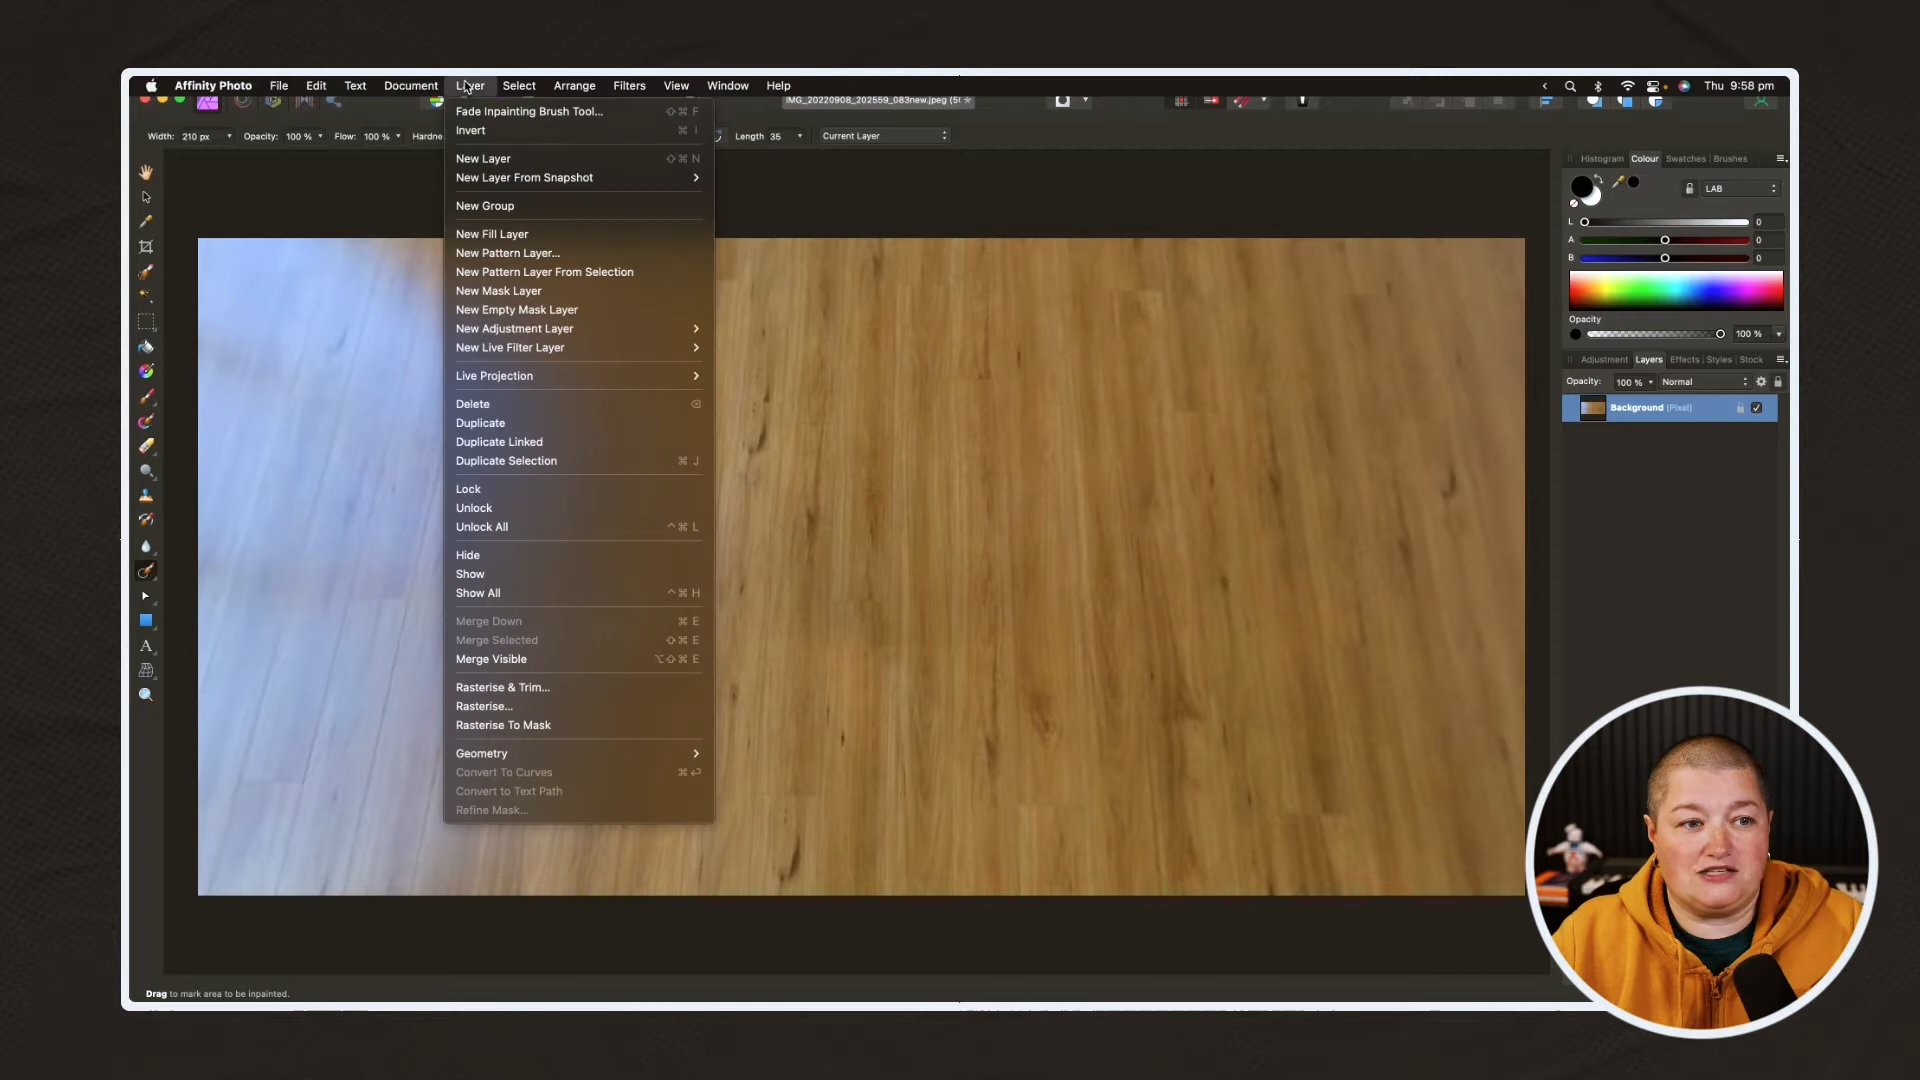 Affinity Photo File Edit Text Document Layer Select Arrange Filters View Window Help Thu 9:58 pm
IMG_20220908_202559_083new.jpeg (5
Width: 210 px Opacity: 100 % Flow: 100 % Length 35 Current Layer
Fade Inpainting Brush Tool... ⇧⌘ F
Invert ⌘ I
New Layer ⇧⌘ N
New Layer From Snapshot
New Group
New Fill Layer
New Pattern Layer...
New Pattern Layer From Selection
New Mask Layer
New Empty Mask Layer
New Adjustment Layer
New Live Filter Layer
Live Projection
Delete ⌫
Duplicate
Duplicate Linked
Duplicate Selection ⌘ J
Lock
Unlock
Unlock All ^⌘ L
Hide
Show
Show All ^⌘ H
Merge Down ⌘ E
Merge Selected ⇧⌘ E
Merge Visible ⌥⇧⌘ E
Rasterise & Trim...
Rasterise...
Rasterise To Mask
Geometry
Convert To Curves ⌘↩
Convert to Text Path
Refine Mask...
Histogram Colour Swatches Brushes
LAB
L 0
A 0
B 0
Opacity
100 %
Adjustment Layers Effects Styles Stock
Opacity: 100 % Normal
Background (Pixel)
Drag to mark area to be inpainted.